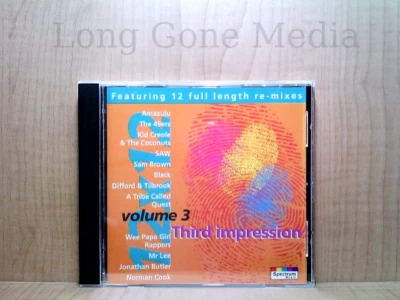 Long Gone Media
Featuring 12 full length re-mixes
Amazulu
The 49ers
Kid Creole
& The Coconuts
SAW
Sam Brown
Black
Difford & Tilbrook
A Tribe Called
Quest
volume 3
Third impression
Wee Papa Girl
Rappers
Mr Lee
Jonathan Butler
Norman Cook
Spectrum